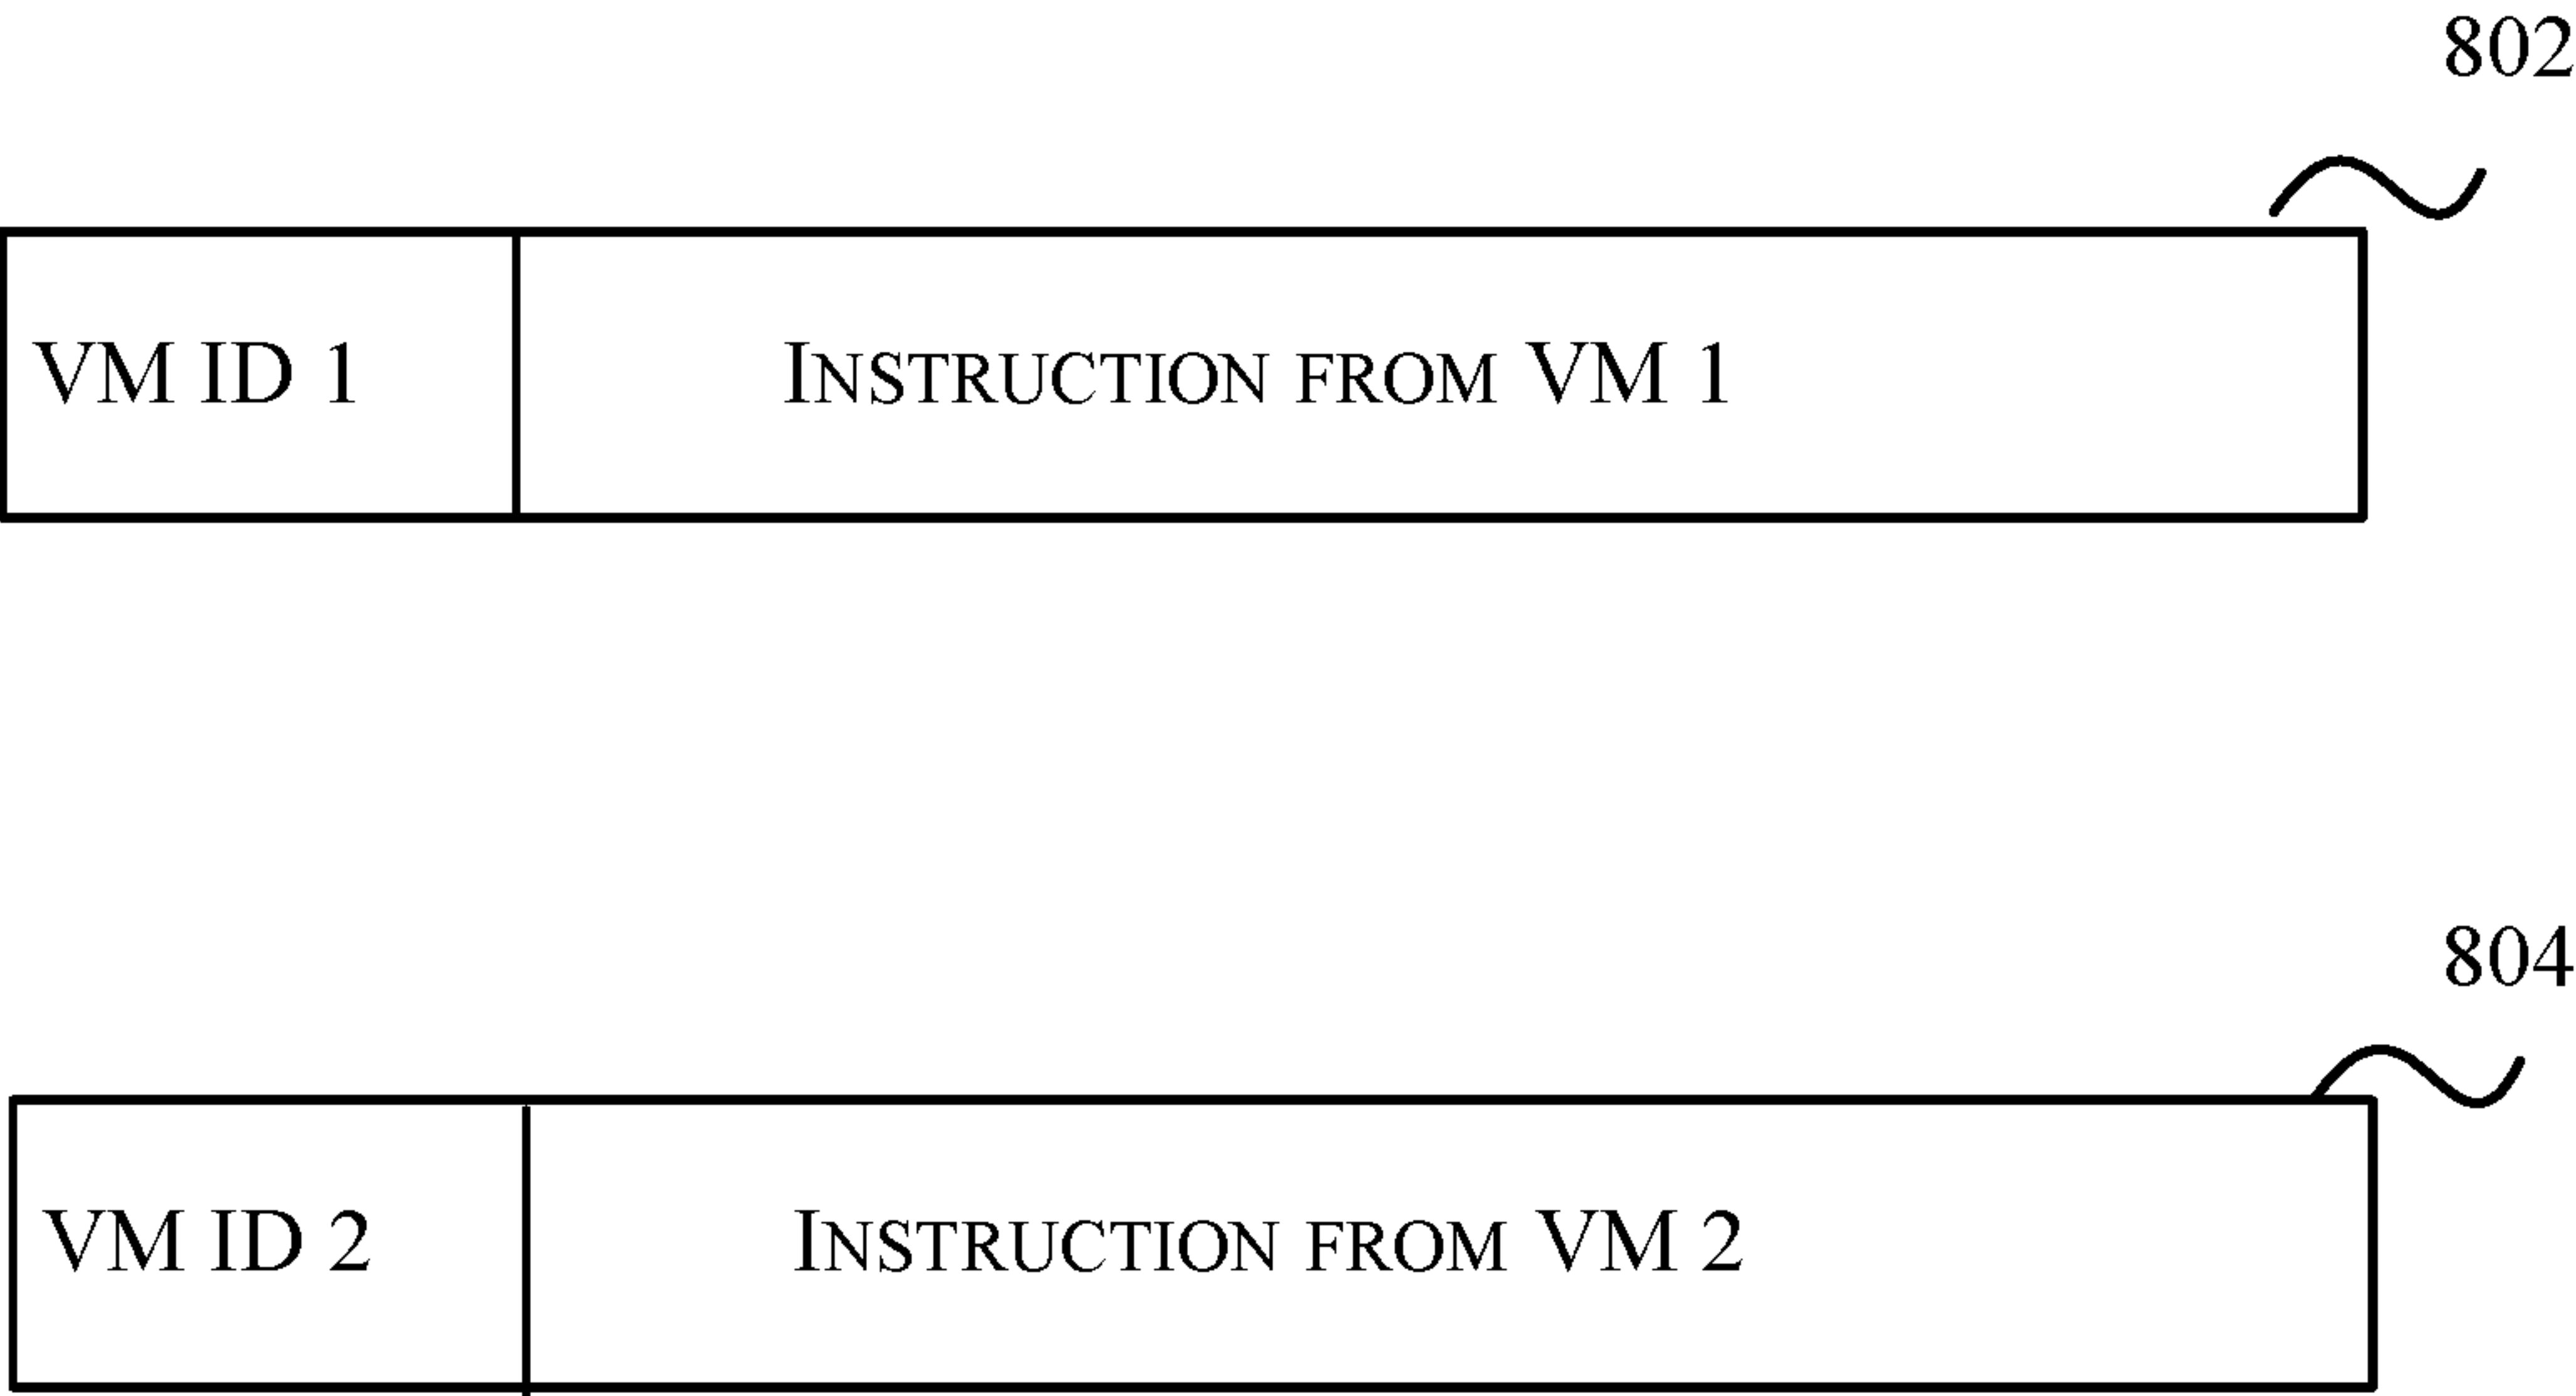 802
VM ID 1 INSTRUCTION FROM VM 1
804
VM ID 2 INSTRUCTION FROM VM 2